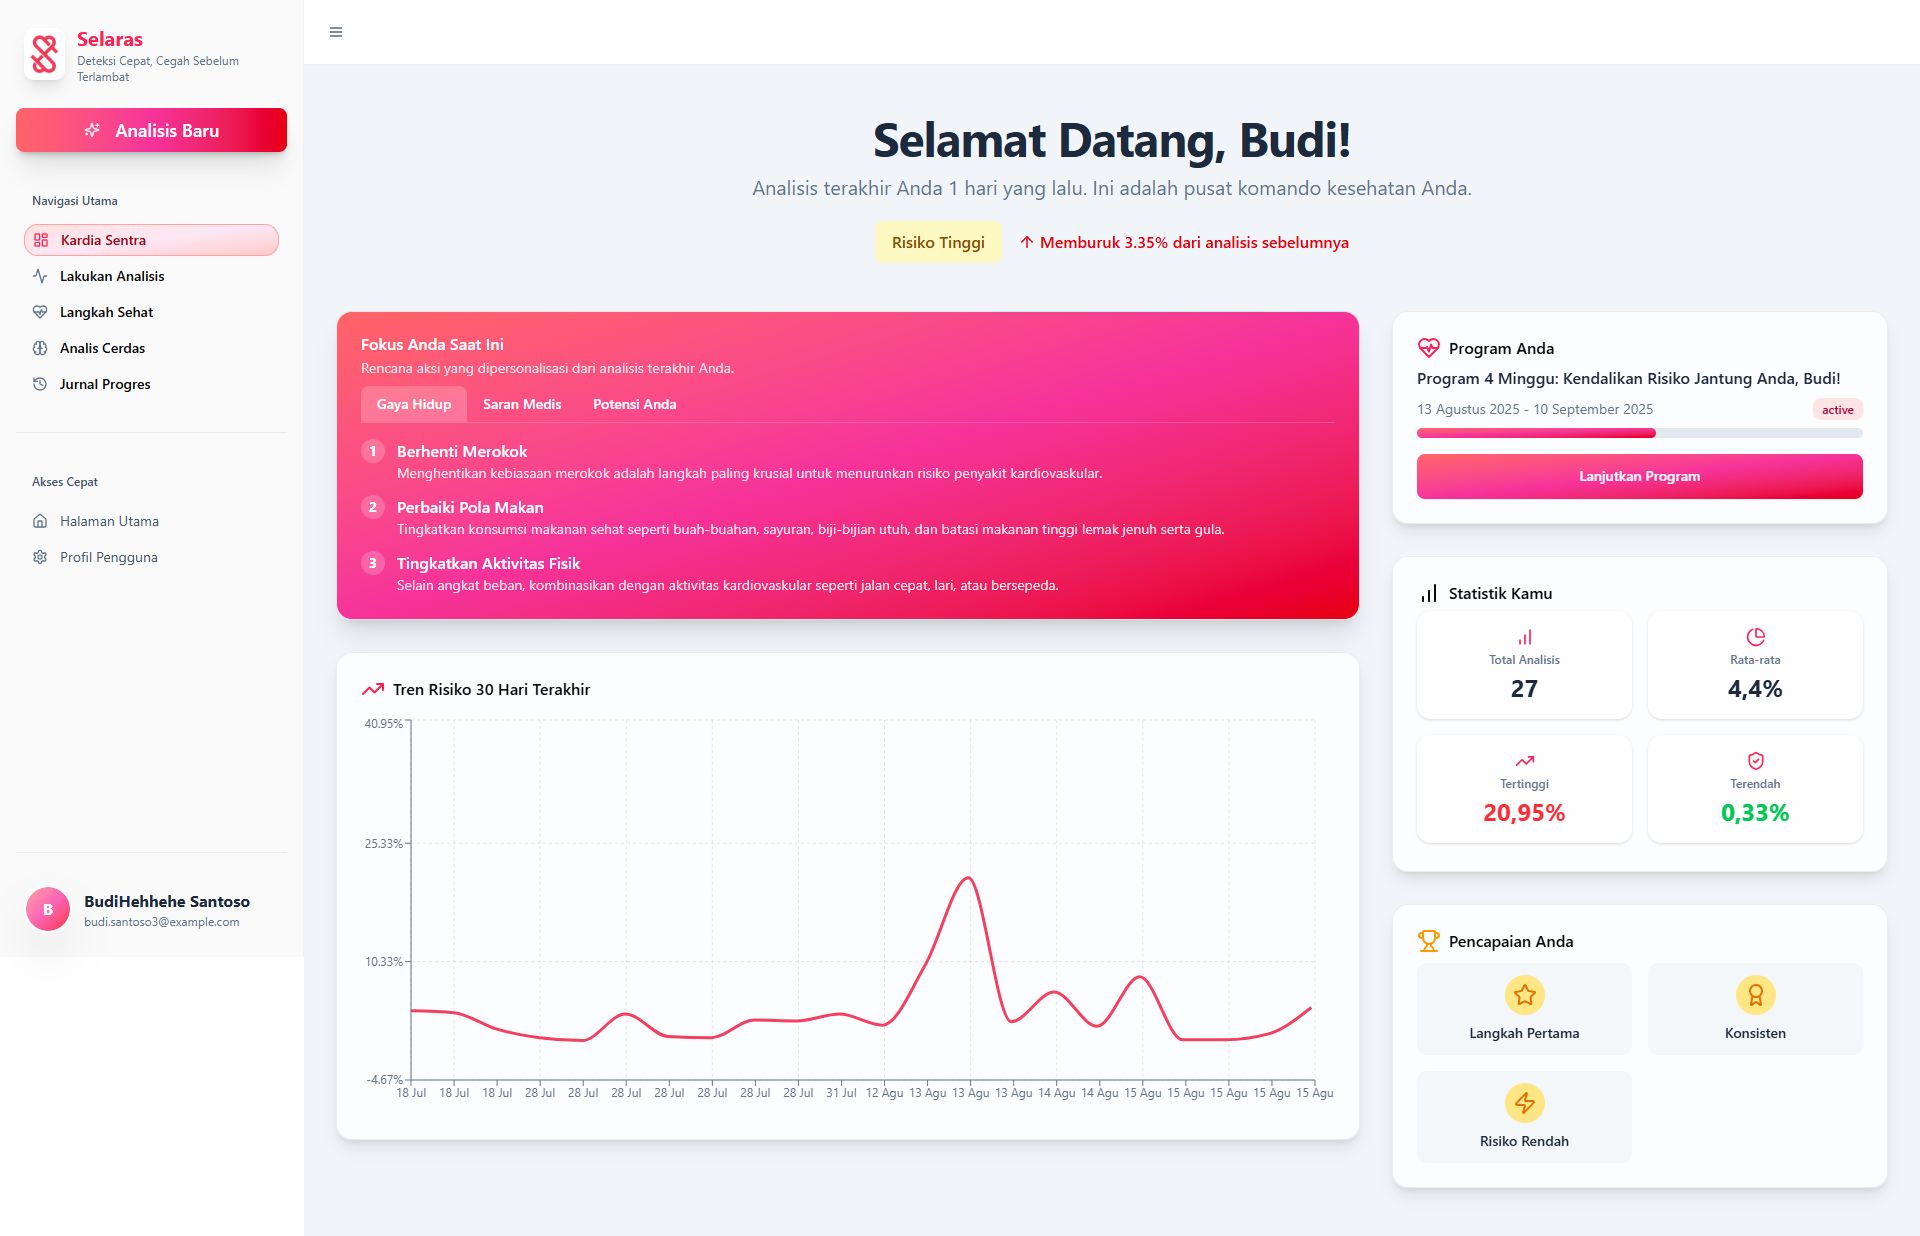 Selaras
Deteksi Cepat, Cegah Sebelum
Terlambat
Analisis Baru
Navigasi Utama
Kardia Sentra
Lakukan Analisis
Langkah Sehat
Analis Cerdas
Jurnal Progres
Akses Cepat
Halaman Utama
Profil Pengguna
B
BudiHehhehe Santoso
budi.santoso3@example.com
Selamat Datang, Budi!
Analisis terakhir Anda 1 hari yang lalu. Ini adalah pusat komando kesehatan Anda.
Risiko Tinggi
Memburuk 3.35% dari analisis sebelumnya
Fokus Anda Saat Ini
Rencana aksi yang dipersonalisasi dari analisis terakhir Anda.
Gaya Hidup Saran Medis Potensi Anda
1 Berhenti Merokok
Menghentikan kebiasaan merokok adalah langkah paling krusial untuk menurunkan risiko penyakit kardiovaskular.
2 Perbaiki Pola Makan
Tingkatkan konsumsi makanan sehat seperti buah-buahan, sayuran, biji-bijian utuh, dan batasi makanan tinggi lemak jenuh serta gula.
3 Tingkatkan Aktivitas Fisik
Selain angkat beban, kombinasikan dengan aktivitas kardiovaskular seperti jalan cepat, lari, atau bersepeda.
Tren Risiko 30 Hari Terakhir
40.95%
25.33%
10.33%
-4.67%
18 Jul 18 Jul 18 Jul 28 Jul 28 Jul 28 Jul 28 Jul 28 Jul 28 Jul 28 Jul 31 Jul 12 Agu 13 Agu 13 Agu 13 Agu 14 Agu 14 Agu 15 Agu 15 Agu 15 Agu 15 Agu 15 Agu
Program Anda
Program 4 Minggu: Kendalikan Risiko Jantung Anda, Budi!
13 Agustus 2025 - 10 September 2025 active
Lanjutkan Program
Statistik Kamu
Total Analisis
27
Rata-rata
4,4%
Tertinggi
20,95%
Terendah
0,33%
Pencapaian Anda
Langkah Pertama
Konsisten
Risiko Rendah